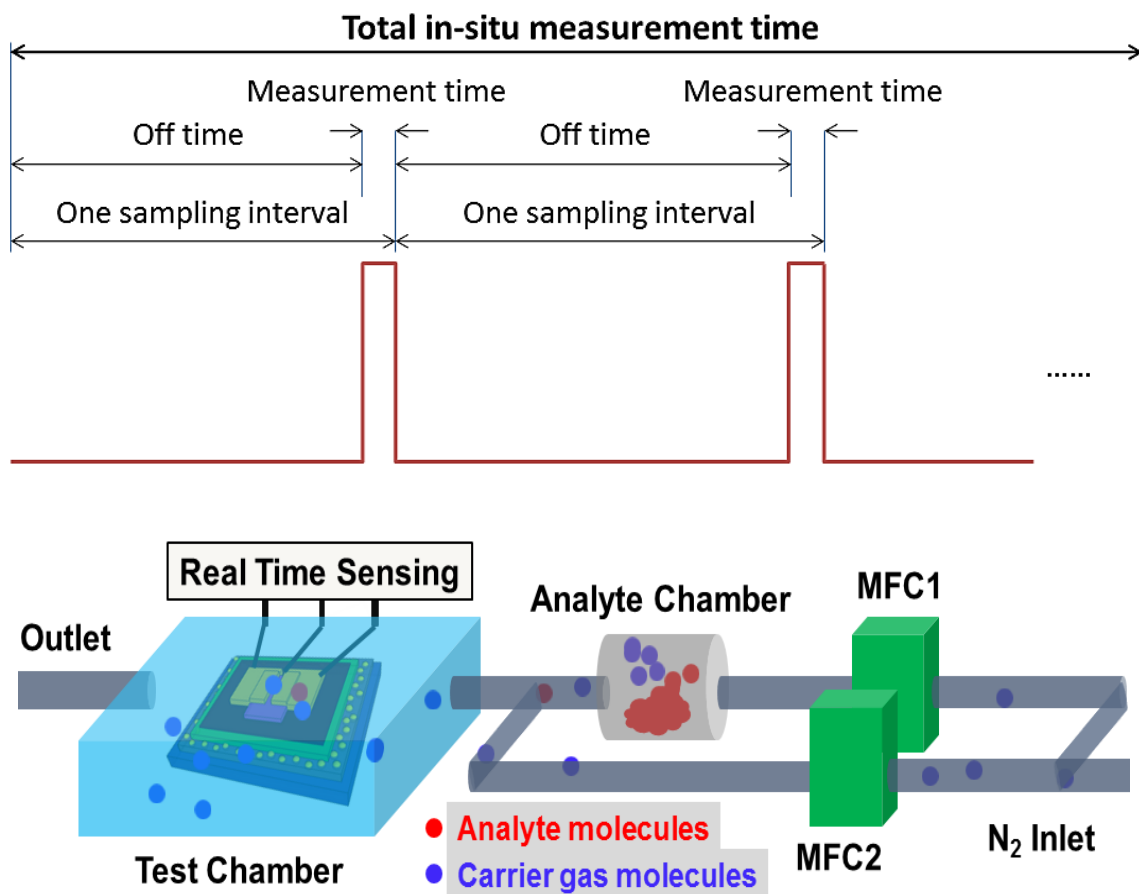 Total in-situ measurement time
Measurement time
Measurement time
Off time
Off time
One sampling interval
One sampling interval
......
Real Time Sensing
Outlet
Analyte Chamber
MFC1
Test Chamber
Analyte molecules
Carrier gas molecules
MFC2
N₂ Inlet